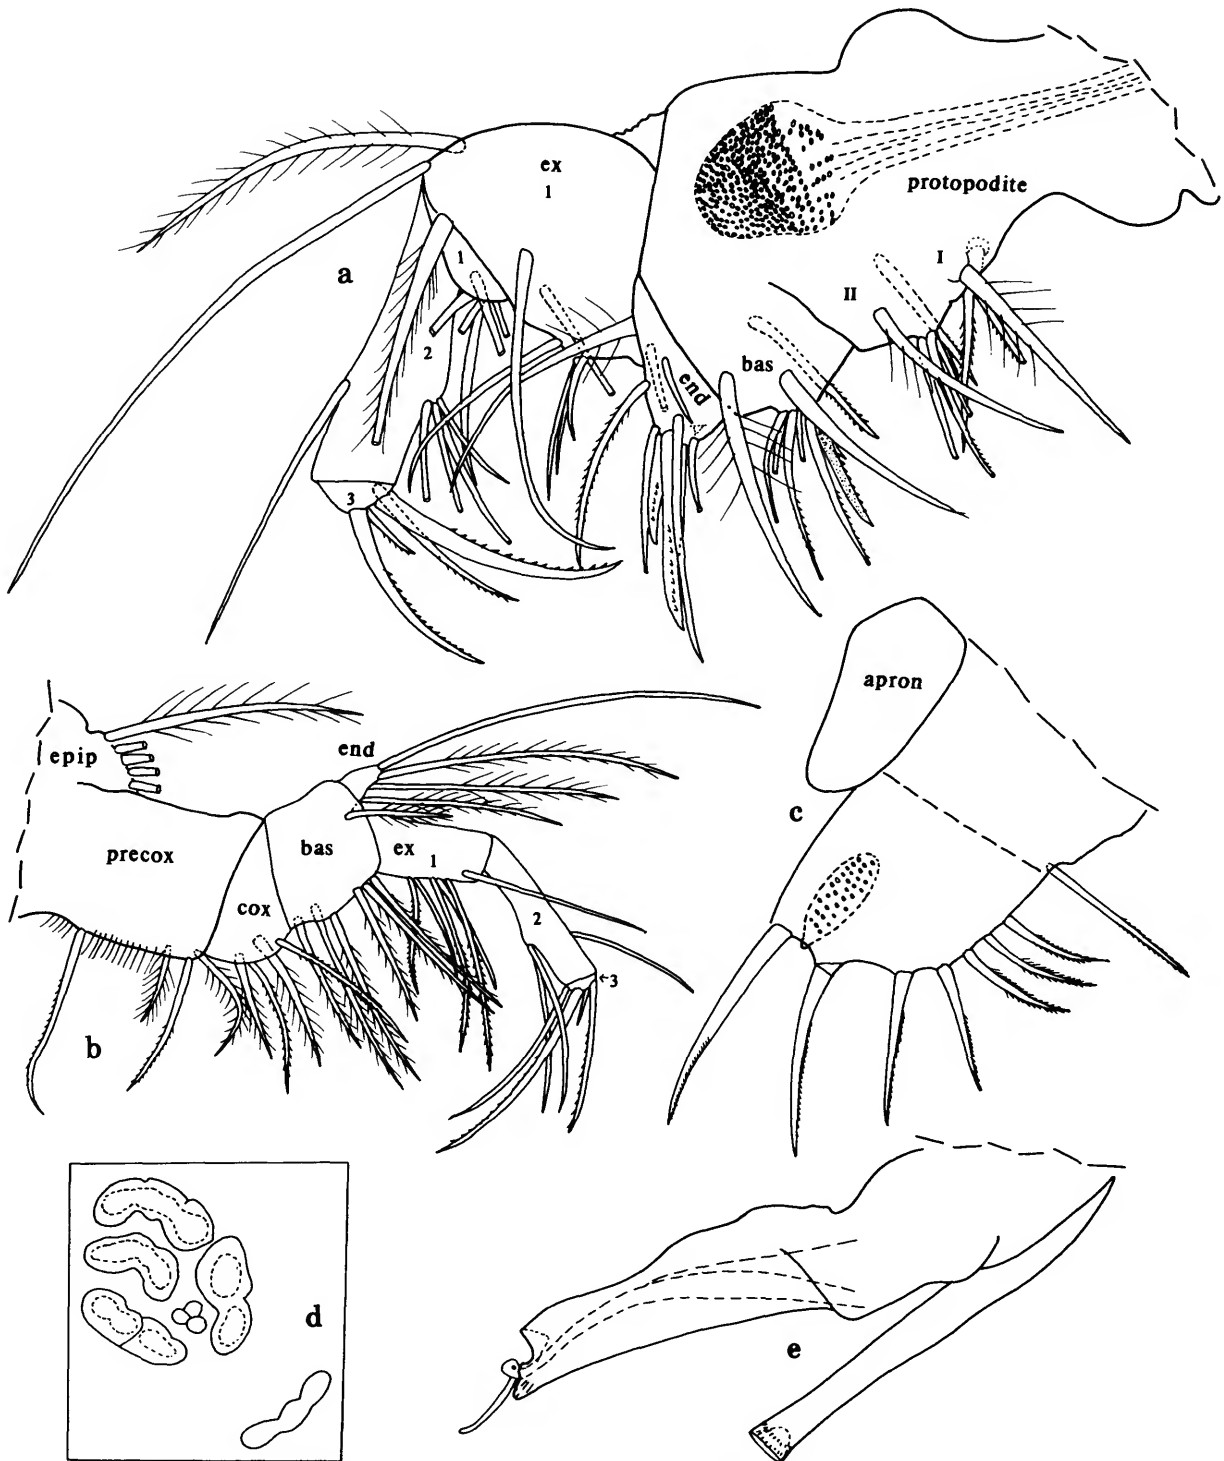 ex
1
protopodite
1
a
I
II
2
bas
end
3
apron
end
epip
c
precox
bas
ex
1
cox
2
←3
b
d
e